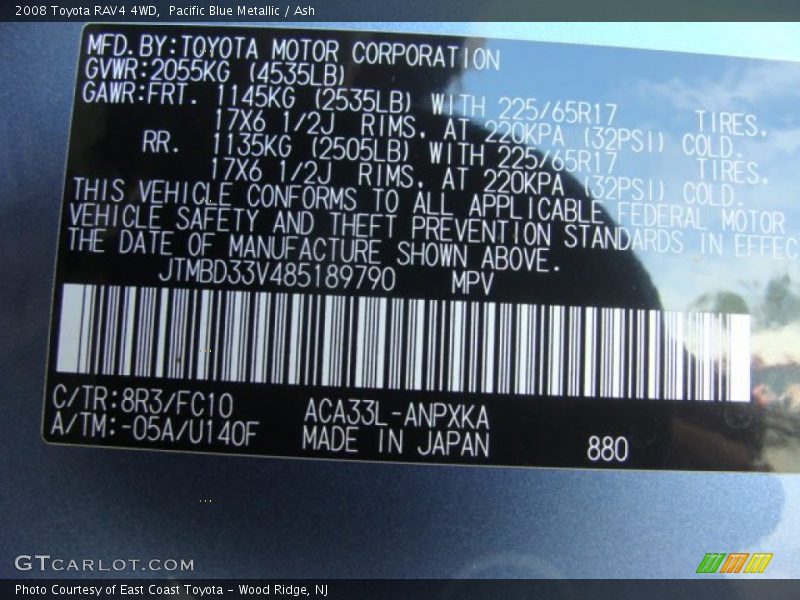 2008 Toyota RAV4 4WD,  Pacific Blue Metallic / Ash
MFD.BY:TOYOTA MOTOR CORPORATION
GVWR:2055KG (4535LB)
GAWR:FRT. 1145KG (2535LB) WITH 225/65R17 TIRES,
17X6 1/2J RIMS, AT 220KPA (32PSI) COLD.
RR. 1135KG (2505LB) WITH 225/65R17 TIRES,
17X6 1/2J RIMS, AT 220KPA (32PSI) COLD.
THIS VEHICLE CONFORMS TO ALL APPLICABLE FEDERAL MOTOR
VEHICLE SAFETY AND THEFT PREVENTION STANDARDS IN EFFEC
THE DATE OF MANUFACTURE SHOWN ABOVE.
JTMBD33V485189790 MPV
C/TR:8R3/FC10 ACA33L-ANPXKA
A/TM:-05A/U140F MADE IN JAPAN 880
GTCARLOT.COM
Photo Courtesy of East Coast Toyota - Wood Ridge, NJ